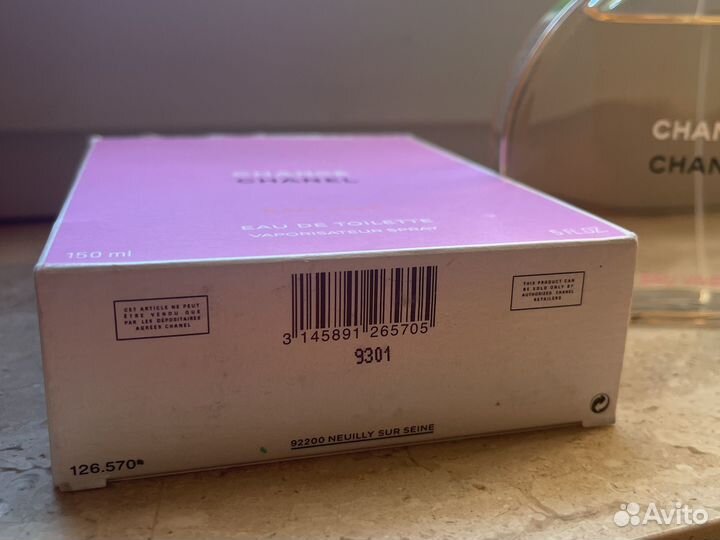 CHANCE
CHANEL
EAU DE TOILETTE
VAPORISATEUR SPRAY
150 ml
5 FL.OZ.
CHAN
CHAN
CET ARTICLE NE PEUT
ETRE VENDU QUE
PAR LES DÉPOSITAIRES
AGRÉÉS CHANEL
3 145891 265705
9301
THIS PRODUCT CAN
BE SOLD ONLY BY
AUTHORIZED CHANEL
RETAILERS
92200 NEUILLY SUR SEINE
126.570
Avito